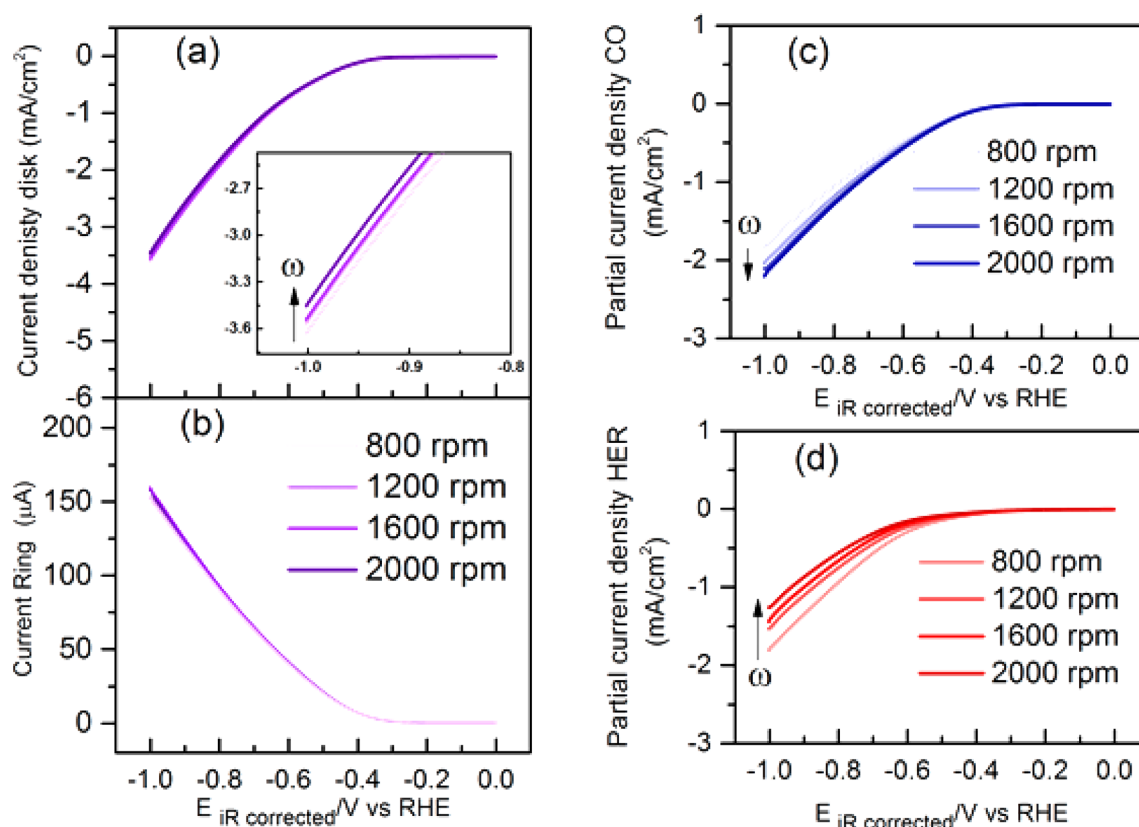 (a)
Current denisty disk (mA/cm²)
0
-1
-2
-3
-4
-5
-6
-2.7
-3.0
-3.3
-3.6
ω
-1.0 -0.9 -0.8
(b)
Current Ring (μA)
200
150
100
50
0
800 rpm
1200 rpm
1600 rpm
2000 rpm
-1.0 -0.8 -0.6 -0.4 -0.2 0.0
E iR corrected/V vs RHE
(c)
Partial current density CO
(mA/cm²)
1
0
-1
-2
-3
ω
800 rpm
1200 rpm
1600 rpm
2000 rpm
-1.0 -0.8 -0.6 -0.4 -0.2 0.0
E iR corrected/V vs RHE
(d)
Partial current density HER
(mA/cm²)
1
0
-1
-2
-3
ω
800 rpm
1200 rpm
1600 rpm
2000 rpm
-1.0 -0.8 -0.6 -0.4 -0.2 0.0
E iR corrected/V vs RHE